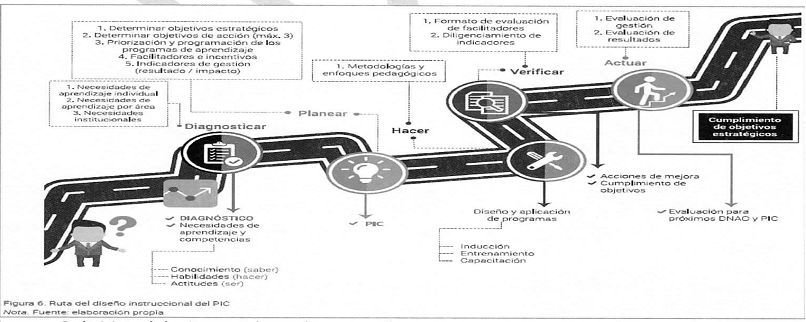 1. Determinar objetivos estratégicos
2. Determinar objetivos de acción (máx. 3)
3. Priorización y programación de los
programas de aprendizaje
4. Facilitadores e incentivos
5. Indicadores de gestión
(resultado / impacto)
1. Formato de evaluación
de facilitadores
2. Diligenciamiento de
indicadores
1. Evaluación de
gestión
2. Evaluación de
resultados
1. Metodologías y
enfoques pedagógicos
1. Necesidades de
aprendizaje individual
2. Necesidades de
aprendizaje por área
3. Necesidades
institucionales
Diagnosticar
Planear
Hacer
Verificar
Actuar
Cumplimiento
de objetivos
estratégicos
?
✓ DIAGNÓSTICO
✓ Necesidades de
aprendizaje y
competencias
Conocimiento (saber)
Habilidades (hacer)
Actitudes (ser)
✓ PIC
Diseño y aplicación
de programas
Inducción
Entrenamiento
Capacitación
✓ Acciones de mejora
✓ Cumplimiento de
objetivos
✓ Evaluación para
próximos DNAO y PIC
Figura 6. Ruta del diseño instruccional del PIC
Nota. Fuente: elaboración propia